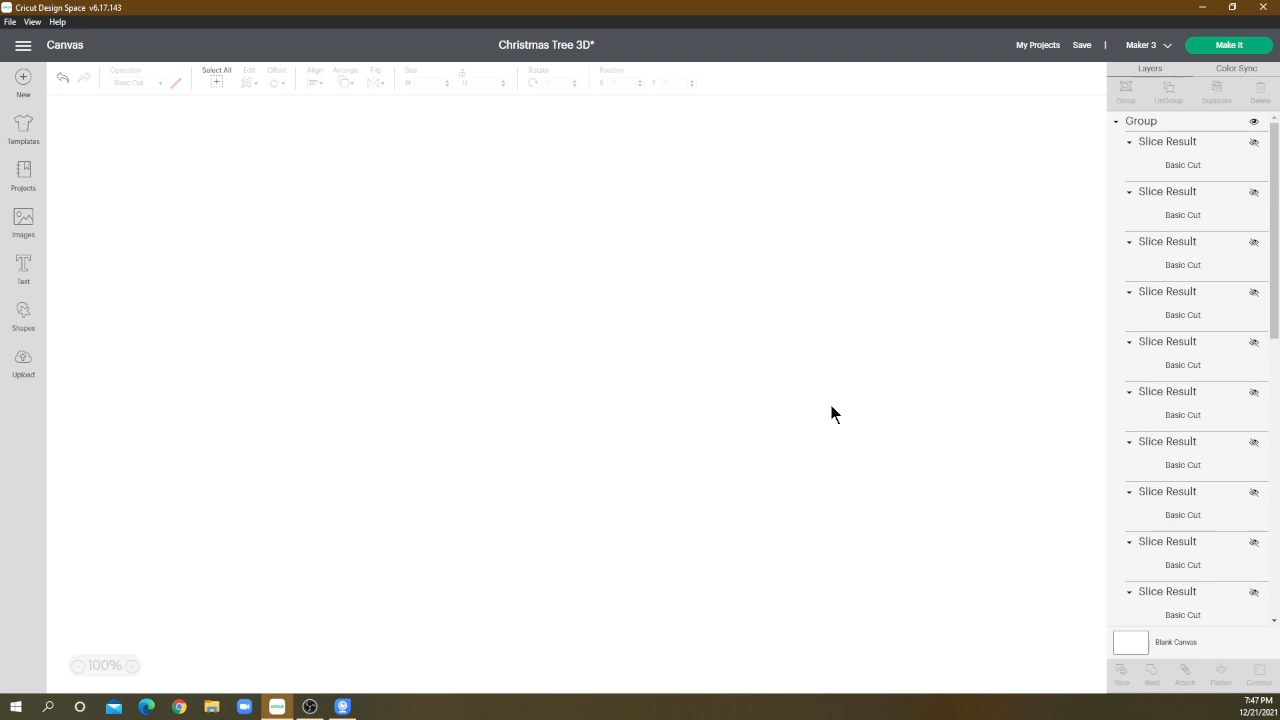 Cricut Design Space v6.17.143
File View Help
Canvas
Christmas Tree 3D*
My Projects Save | Maker 3 Make It
Operation
Basic Cut
Select All Edit Offset Align Arrange Flip Size
W H
Rotate
0
Position
X 0 Y 0
Layers Color Sync
Group UnGroup Duplicate Delete
New
Templates
Projects
Images
Text
Shapes
Upload
Group
Slice Result
Basic Cut
Slice Result
Basic Cut
Slice Result
Basic Cut
Slice Result
Basic Cut
Slice Result
Basic Cut
Slice Result
Basic Cut
Slice Result
Basic Cut
Slice Result
Basic Cut
Slice Result
Basic Cut
Slice Result
Basic Cut
Blank Canvas
Slice Weld Attach Flatten Contour
100%
cricut
7:47 PM
12/21/2021